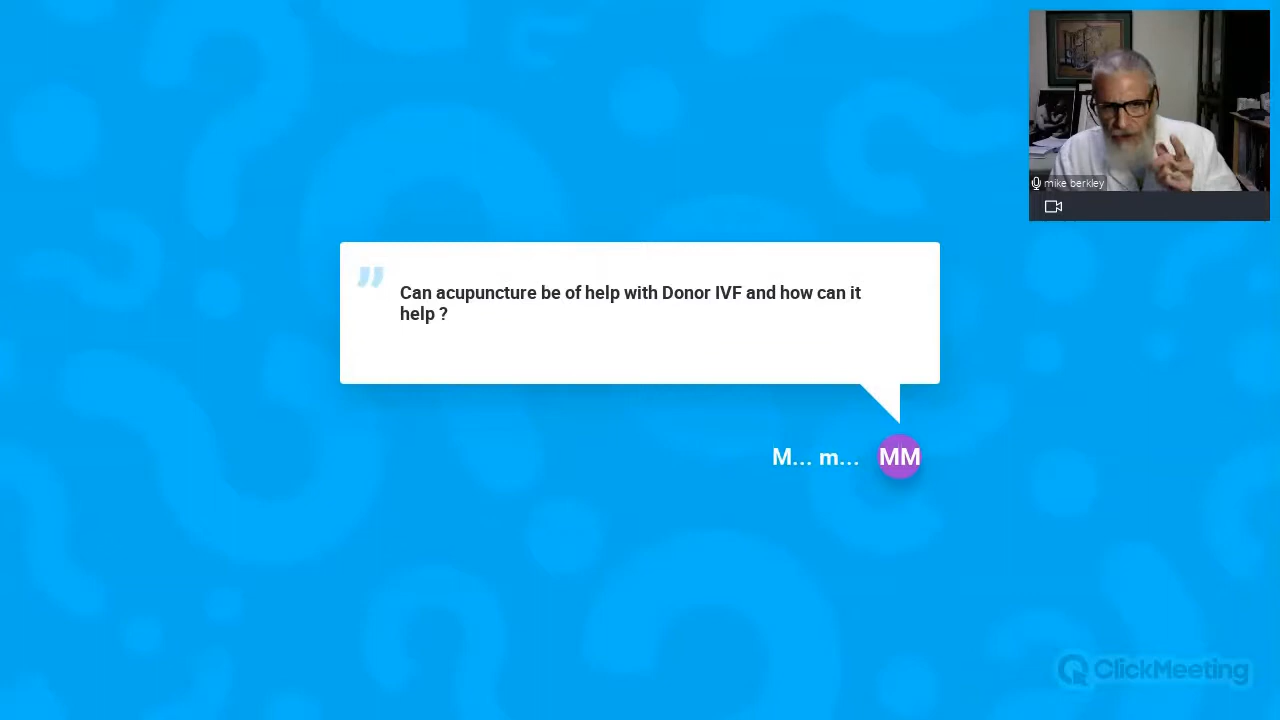 mike berkley
Can acupuncture be of help with Donor IVF and how can it
help ?
M... m...
MM
ClickMeeting